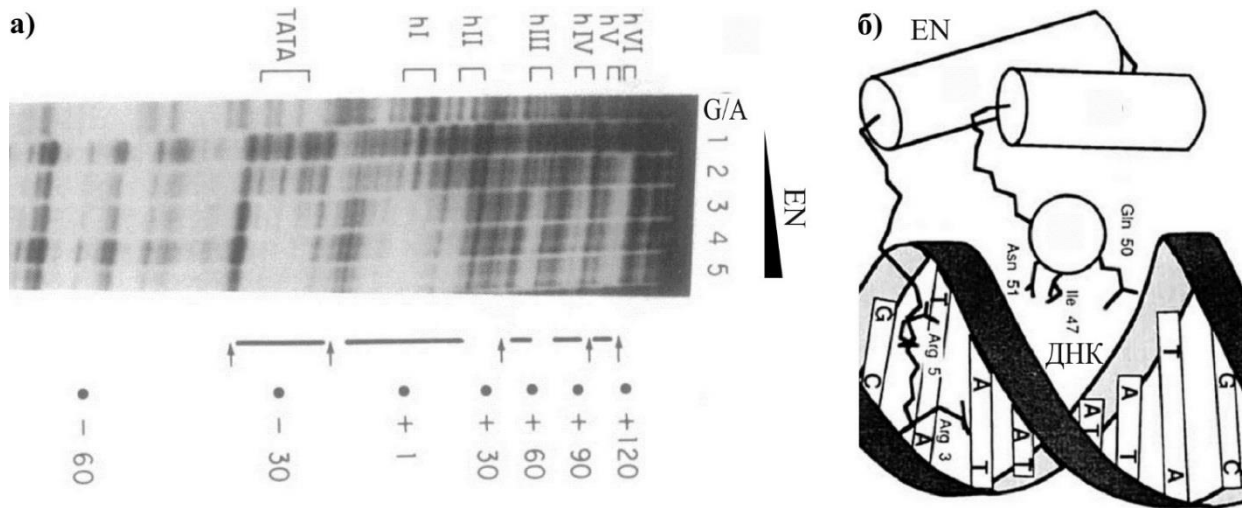 а)
TATA
hI
hII
hIII
hIV
hV
hVI
G/A
1
2
3
4
5
EN
- 60
- 30
+ 1
+ 30
+ 60
+ 90
+ 120
б)
EN
Gln 50
Asn 51
Ile 47
ДНК
Arg 5
Arg 3
G
C
T
A
A
T
A
T
A
T
A
T
T
A
G
C